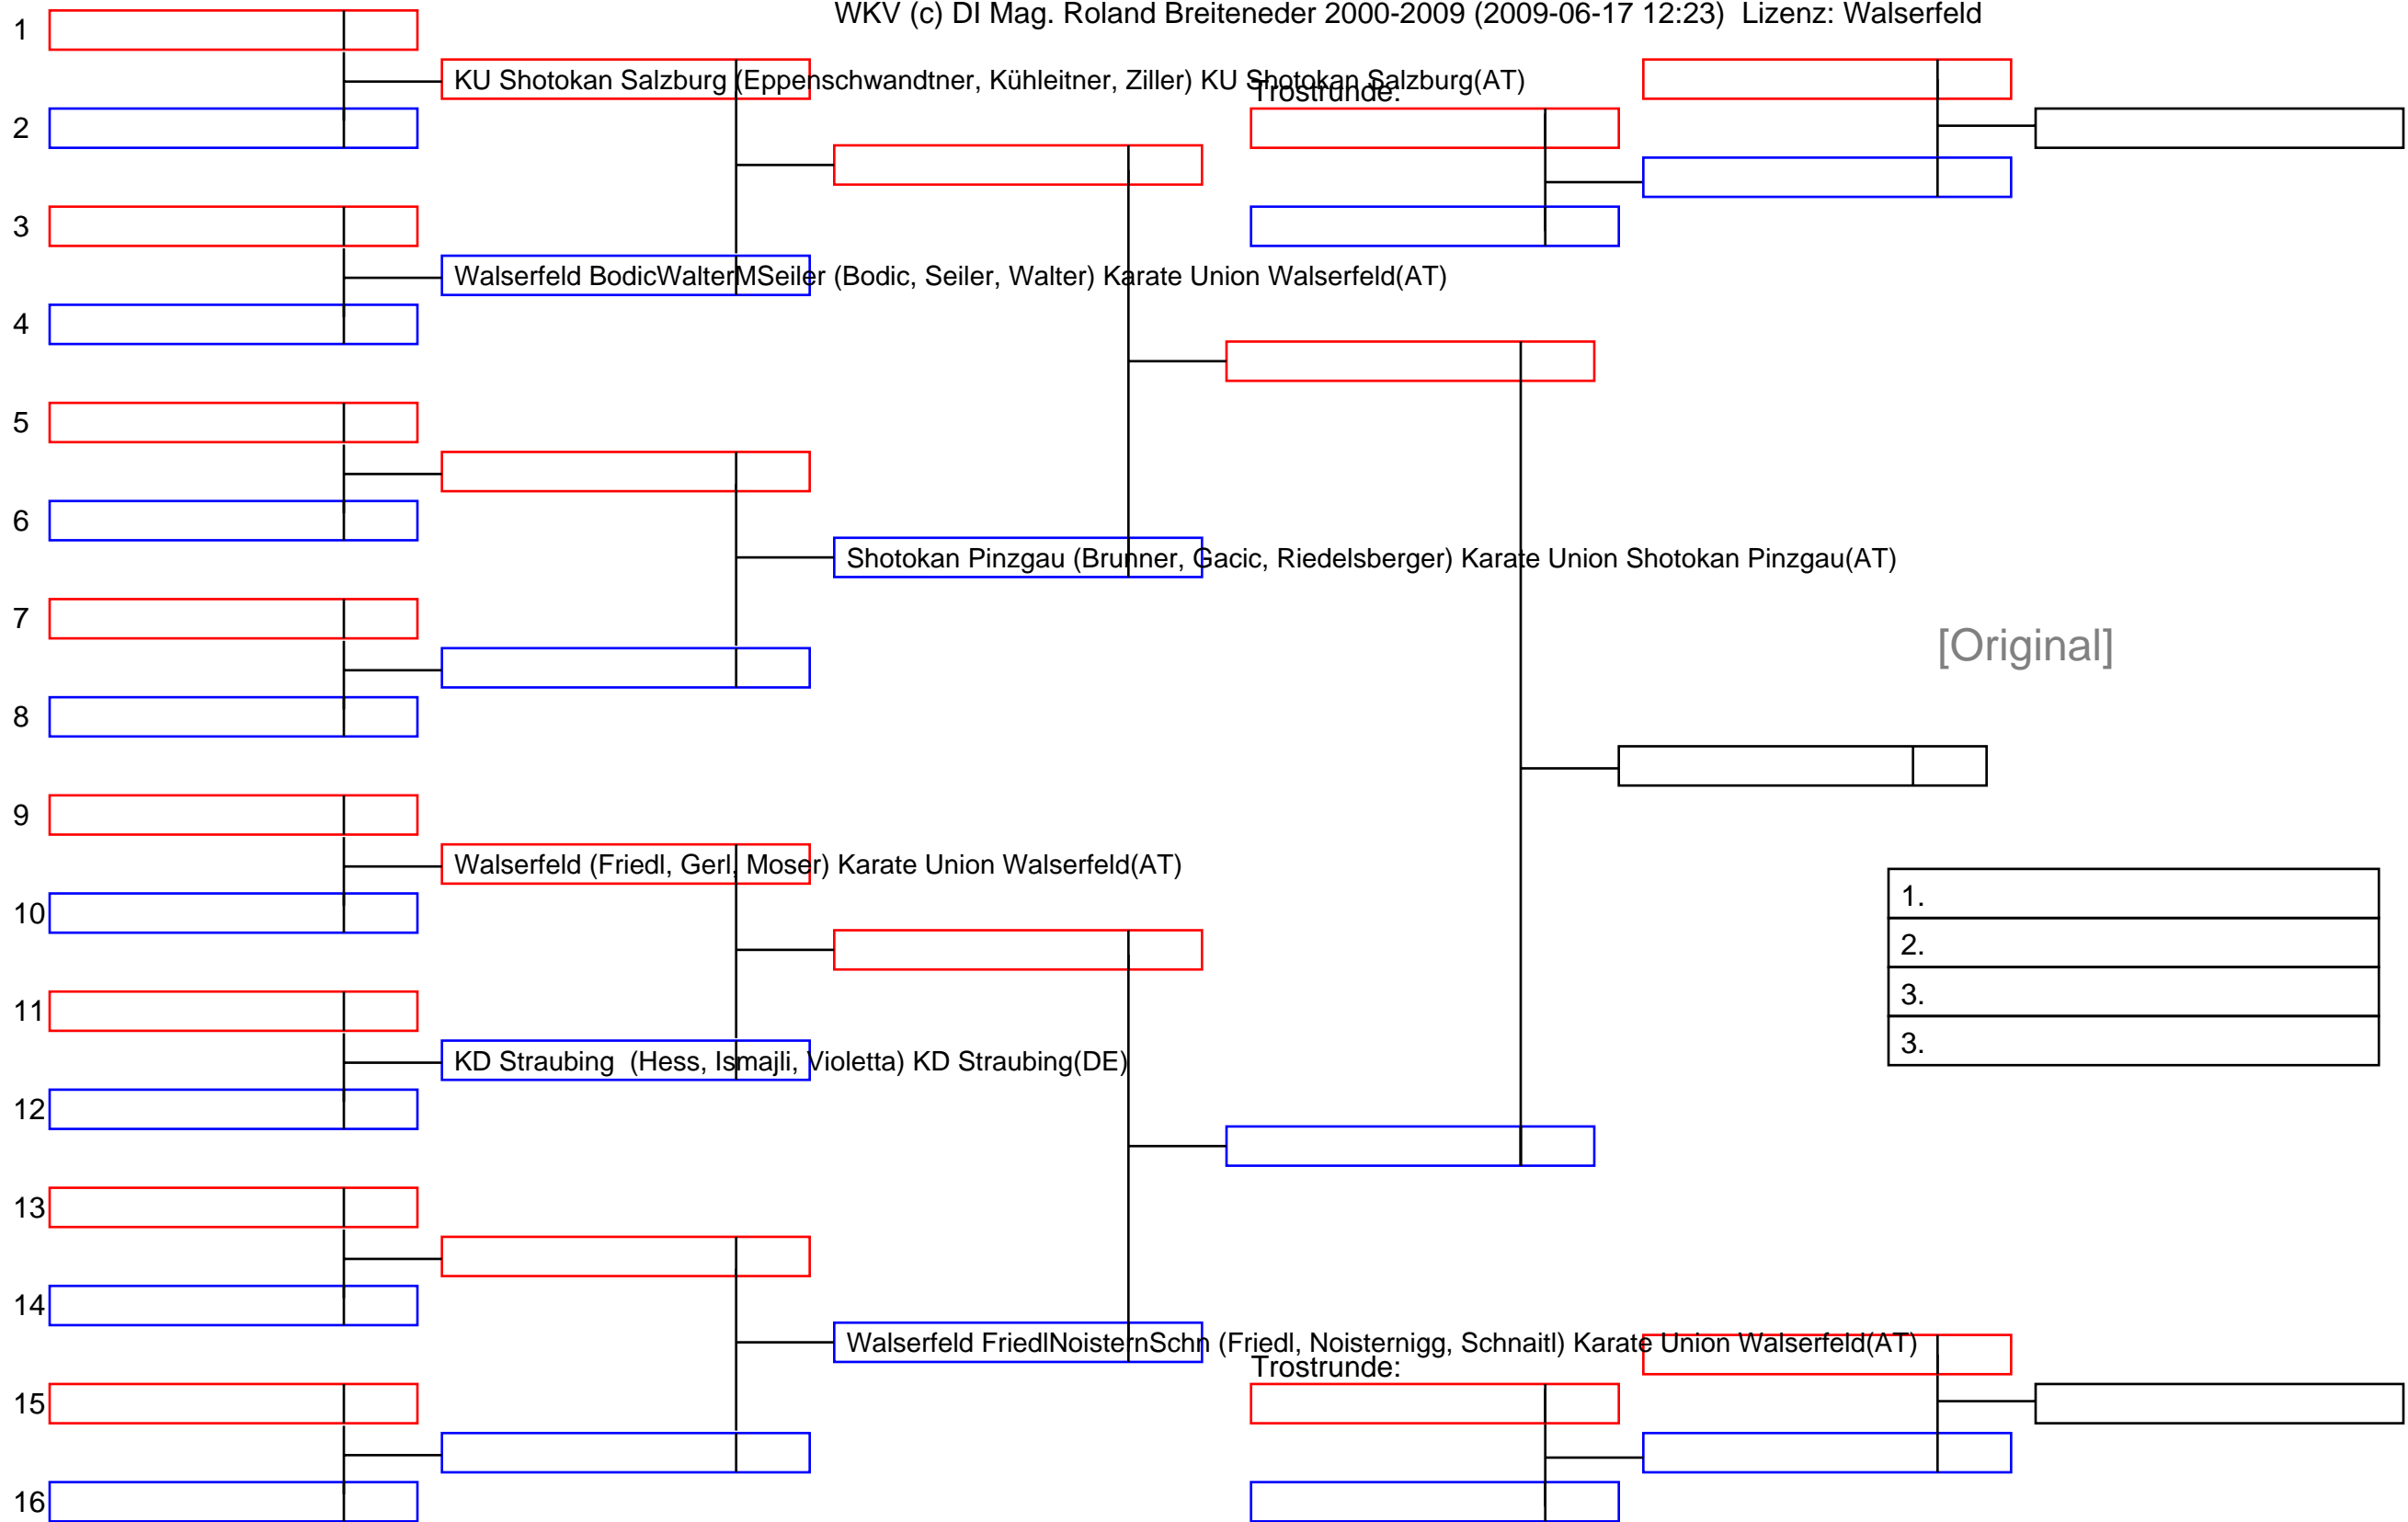 WKV (c) DI Mag. Roland Breiteneder 2000-2009 (2009-06-17 12:23)  Lizenz: Walserfeld
1
KU Shotokan Salzburg (Eppenschwandtner, Kühleitner, Ziller) KU Shotokan Salzburg(AT)
Trostrunde:
2
3
Walserfeld BodicWalterMSeiler (Bodic, Seiler, Walter) Karate Union Walserfeld(AT)
4
5
6
Shotokan Pinzgau (Brunner, Gacic, Riedelsberger) Karate Union Shotokan Pinzgau(AT)
7
[Original]
8
9
Walserfeld (Friedl, Gerl, Moser) Karate Union Walserfeld(AT)
1.
10
2.
3.
11
3.
KD Straubing  (Hess, Ismajli, Violetta) KD Straubing(DE)
12
13
14
Walserfeld FriedlNoisternSchn (Friedl, Noisternigg, Schnaitl) Karate Union Walserfeld(AT)
Trostrunde:
15
16